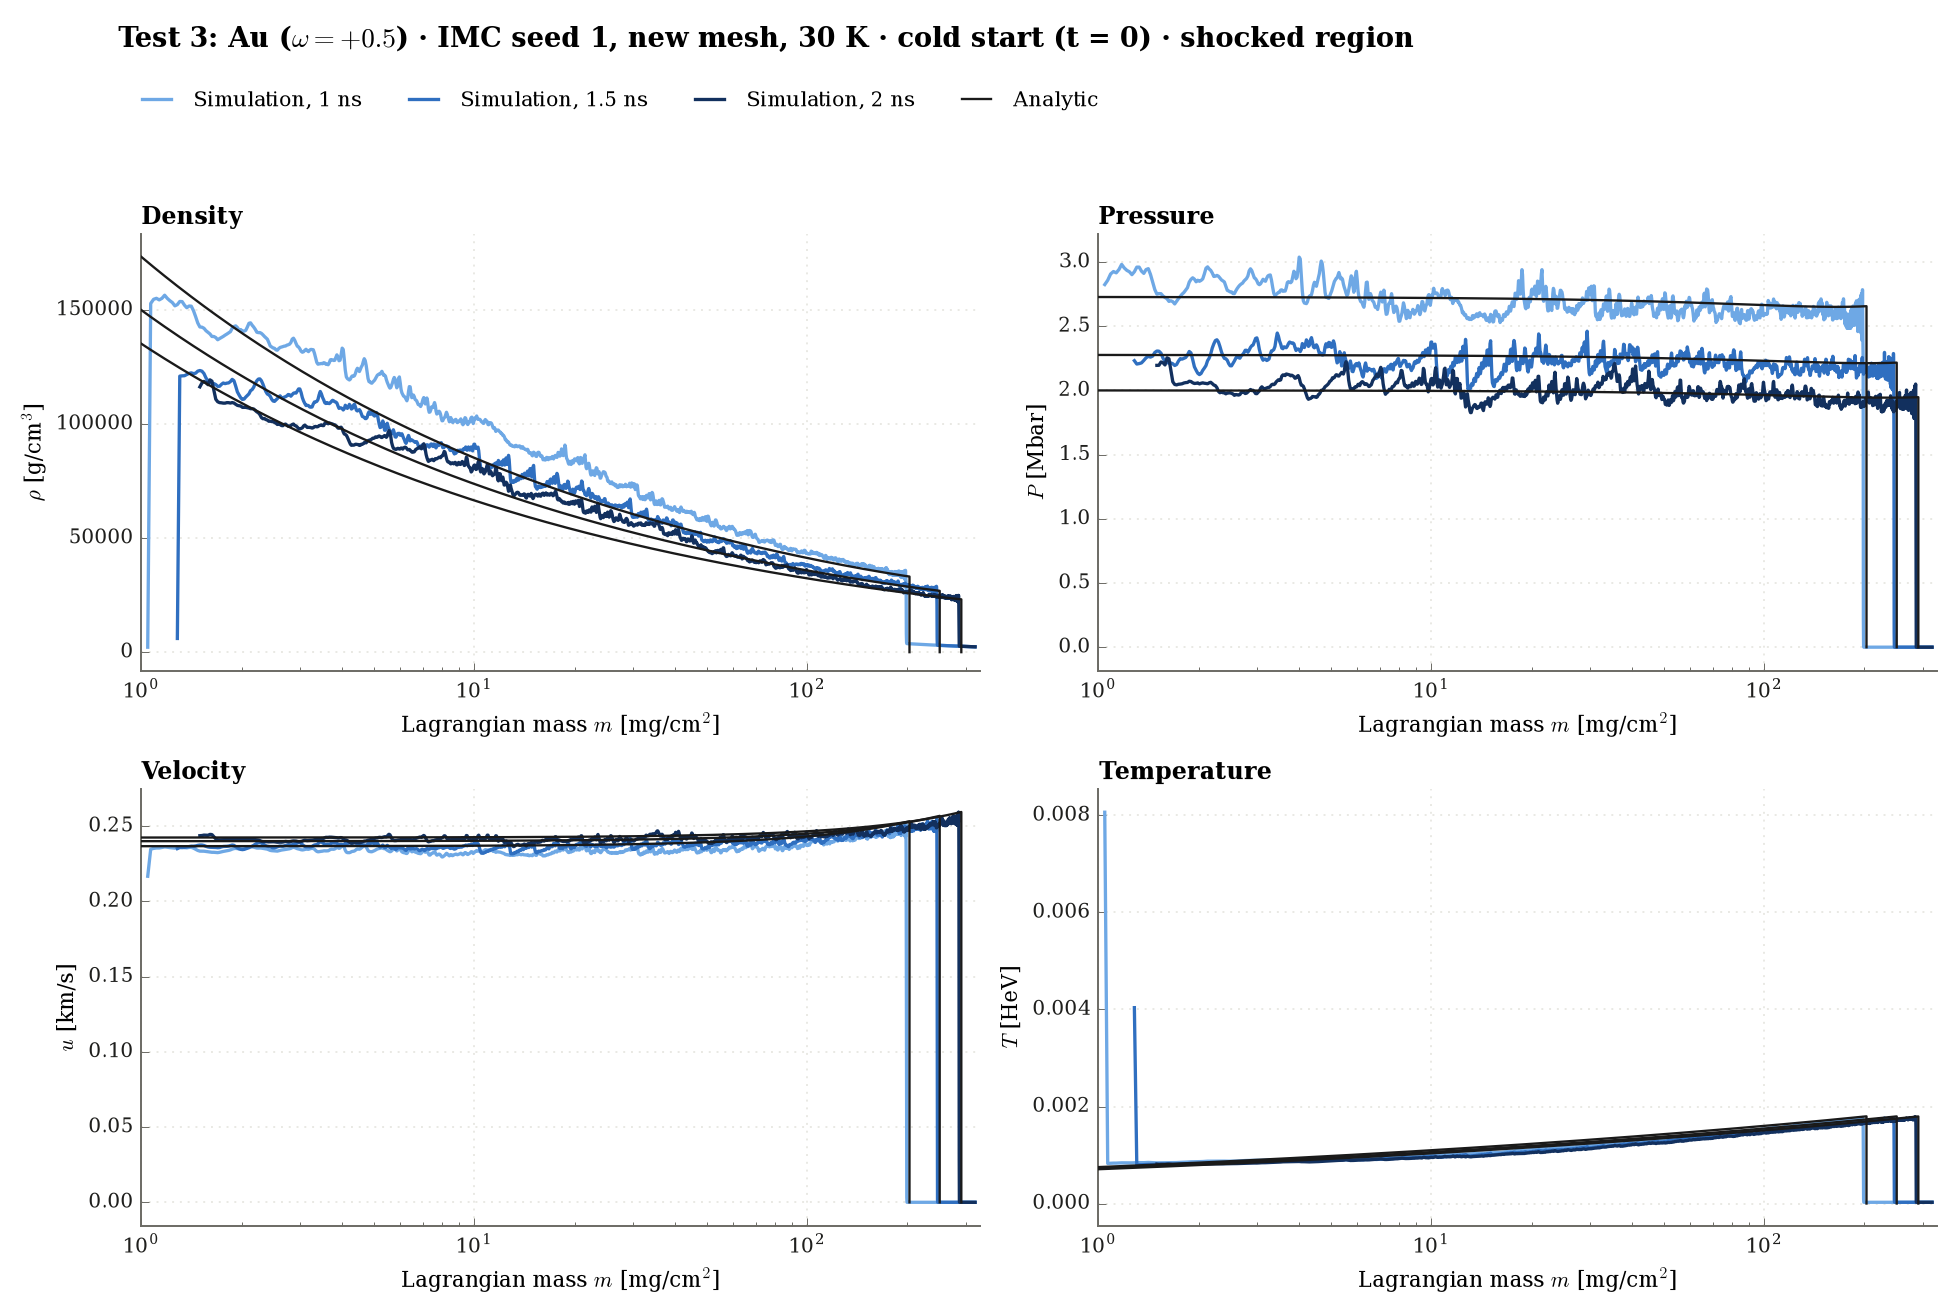 Test 3: Au (ω = +0.5) · IMC seed 1, new mesh, 30 K · cold start (t = 0) · shocked region
Simulation, 1 ns
Simulation, 1.5 ns
Simulation, 2 ns
Analytic
Density
ρ [g/cm³]
150000
100000
50000
0
10⁰
10¹
10²
Lagrangian mass m [mg/cm²]
Pressure
P [Mbar]
3.0
2.5
2.0
1.5
1.0
0.5
0.0
10⁰
10¹
10²
Lagrangian mass m [mg/cm²]
Velocity
u [km/s]
0.25
0.20
0.15
0.10
0.05
0.00
10⁰
10¹
10²
Lagrangian mass m [mg/cm²]
Temperature
T [HeV]
0.008
0.006
0.004
0.002
0.000
10⁰
10¹
10²
Lagrangian mass m [mg/cm²]